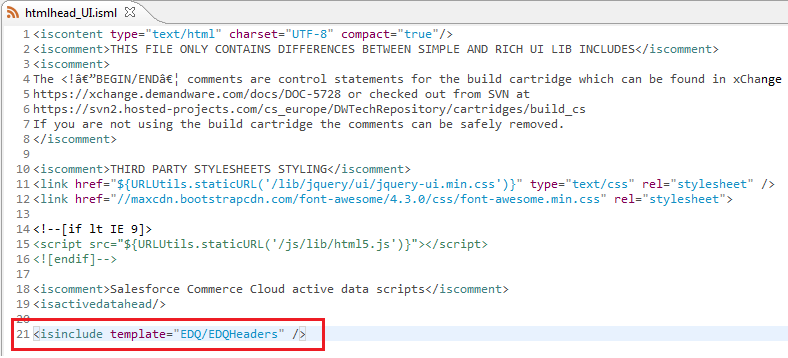 htmlhead_UI.isml
1 <iscontent type="text/html" charset="UTF-8" compact="true"/>
2 <iscomment>THIS FILE ONLY CONTAINS DIFFERENCES BETWEEN SIMPLE AND RICH UI LIB INCLUDES</iscomment>
3 <iscomment>
4 The <!â€”BEGIN/ENDâ€¦ comments are control statements for the build cartridge which can be found in xChange
5 https://xchange.demandware.com/docs/DOC-5728 or checked out from SVN at
6 https://svn2.hosted-projects.com/cs_europe/DWTechRepository/cartridges/build_cs
7 If you are not using the build cartridge the comments can be safely removed.
8 </iscomment>
9
10 <iscomment>THIRD PARTY STYLESHEETS STYLING</iscomment>
11 <link href="${URLUtils.staticURL('/lib/jquery/ui/jquery-ui.min.css')}" type="text/css" rel="stylesheet" />
12 <link href="//maxcdn.bootstrapcdn.com/font-awesome/4.3.0/css/font-awesome.min.css" rel="stylesheet">
13
14 <!--[if lt IE 9]>
15 <script src="${URLUtils.staticURL('/js/lib/html5.js')}"></script>
16 <![endif]-->
17
18 <iscomment>Salesforce Commerce Cloud active data scripts</iscomment>
19 <isactivedatahead/>
20
21 <isinclude template="EDQ/EDQHeaders" />